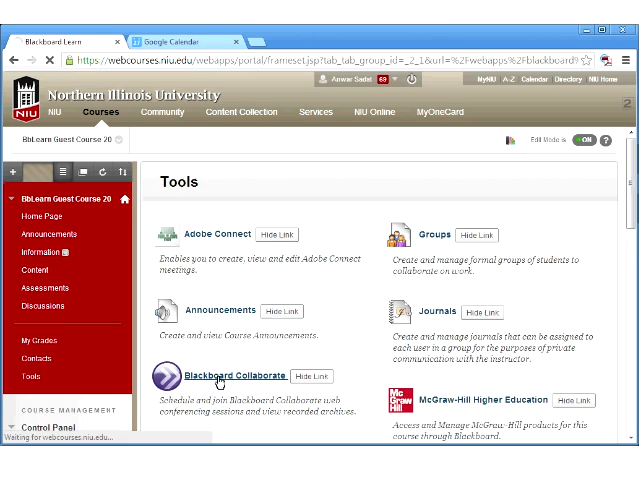 Blackboard Learn
Google Calendar
https://webcourses.niu.edu/webapps/portal/frameset.jsp?tab_tab_group_id=_2_1&url=%2Fwebapps%2Fblackboard%
Anwar Sadat 69
MyNIU A-Z Calendar Directory NIU Home
NIU
Northern Illinois University
NIU Courses Community Content Collection Services NIU Online MyOneCard
2
BbLearn Guest Course 20
Edit Mode is: ON ?
BbLearn Guest Course 20
Home Page
Announcements
Information
Content
Assessments
Discussions
My Grades
Contacts
Tools
COURSE MANAGEMENT
Control Panel
Waiting for webcourses.niu.edu...
Tools
Adobe Connect Hide Link
Enables you to create, view and edit Adobe Connect
meetings.
Announcements Hide Link
Create and view Course Announcements.
Blackboard Collaborate Hide Link
Schedule and join Blackboard Collaborate web
conferencing sessions and view recorded archives.
Groups Hide Link
Create and manage formal groups of students to
collaborate on work.
Journals Hide Link
Create and manage journals that can be assigned to
each user in a group for the purposes of private
communication with the instructor.
Mc
Graw
Hill
McGraw-Hill Higher Education Hide Link
Access and Manage McGraw-Hill products for this
course through Blackboard.